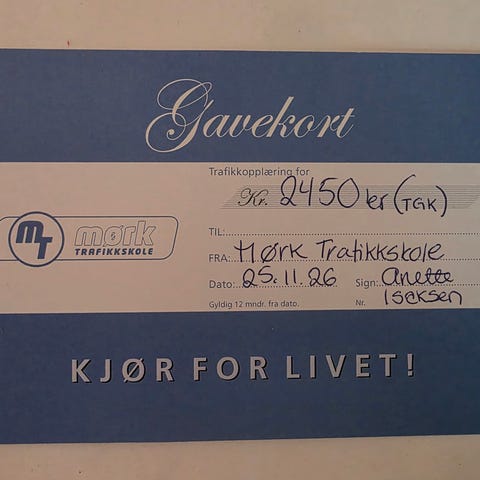 Gavekort
Trafikkopplæring for
Kr. 2450 kr (TGK)
mT mørk
TRAFIKKSKOLE
TIL:
FRA: Mørk Trafikkskole
Dato: 25.11.26 Sign: Anette
Gyldig 12 mndr. fra dato. Nr. Isaksen
KJØR FOR LIVET!